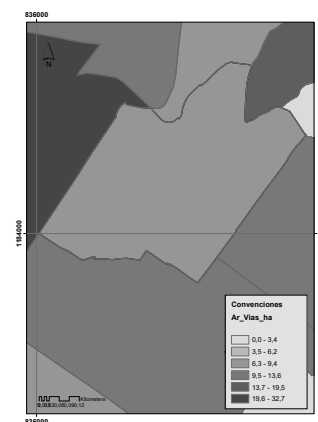 836000
N
1184000
Convenciones
Ar_Vias_ha
0,0 - 3,4
3,5 - 6,2
6,3 - 9,4
9,5 - 13,6
13,7 - 19,5
19,6 - 32,7
Kilometers
836000